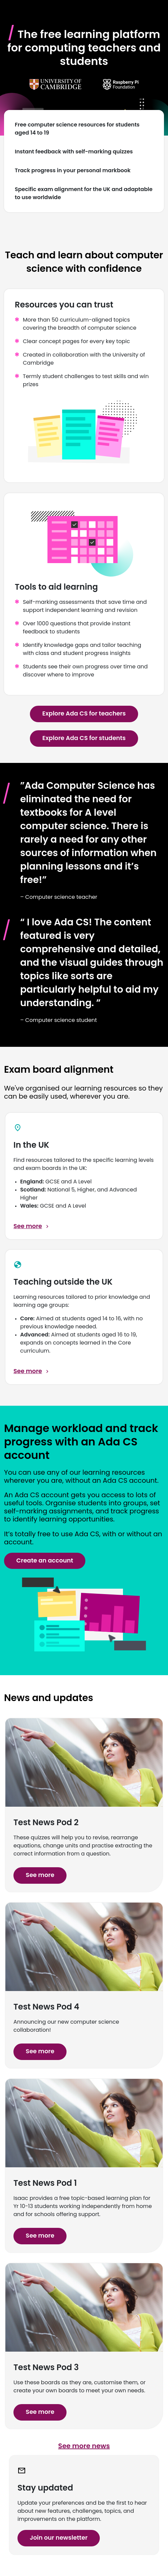 The free learning platform
for computing teachers and
students
UNIVERSITY OF
CAMBRIDGE
Raspberry Pi
Foundation
Free computer science resources for students
aged 14 to 19
Instant feedback with self-marking quizzes
Track progress in your personal markbook
Specific exam alignment for the UK and adaptable
to use worldwide
Teach and learn about computer
science with confidence
Resources you can trust
More than 50 curriculum-aligned topics
covering the breadth of computer science
Clear concept pages for every key topic
Created in collaboration with the University of
Cambridge
Termly student challenges to test skills and win
prizes
Tools to aid learning
Self-marking assessments that save time and
support independent learning and revision
Over 1000 questions that provide instant
feedback to students
Identify knowledge gaps and tailor teaching
with class and student progress insights
Students see their own progress over time and
discover where to improve
Explore Ada CS for teachers
Explore Ada CS for students
“Ada Computer Science has
eliminated the need for
textbooks for A level
computer science. There is
rarely a need for any other
sources of information when
planning lessons and it’s
free!”
– Computer science teacher
“ I love Ada CS! The content
featured is very
comprehensive and detailed,
and the visual guides through
topics like sorts are
particularly helpful to aid my
understanding. “
– Computer science student
Exam board alignment
We've organised our learning resources so they
can be easily used, wherever you are.
In the UK
Find resources tailored to the specific learning levels
and exam boards in the UK:
• England: GCSE and A Level
• Scotland: National 5, Higher, and Advanced
Higher
• Wales: GCSE and A Level
See more
Teaching outside the UK
Learning resources tailored to prior knowledge and
learning age groups:
• Core: Aimed at students aged 14 to 16, with no
previous knowledge needed.
• Advanced: Aimed at students aged 16 to 19,
expands on concepts learned in the Core
curriculum.
See more
Manage workload and track
progress with an Ada CS
account
You can use any of our learning resources
wherever you are, without an Ada CS account.
An Ada CS account gets you access to lots of
useful tools. Organise students into groups, set
self-marking assignments, and track progress
to identify learning opportunities.
It’s totally free to use Ada CS, with or without an
account.
Create an account
News and updates
Test News Pod 2
These quizzes will help you to revise, rearrange
equations, change units and practise extracting the
correct information from a question.
See more
Test News Pod 4
Announcing our new computer science
collaboration!
See more
Test News Pod 1
Isaac provides a free topic-based learning plan for
Yr 10-13 students working independently from home
and for schools offering support.
See more
Test News Pod 3
Use these boards as they are, customise them, or
create your own boards to meet your own needs.
See more
See more news
Stay updated
Update your preferences and be the first to hear
about new features, challenges, topics, and
improvements on the platform.
Join our newsletter